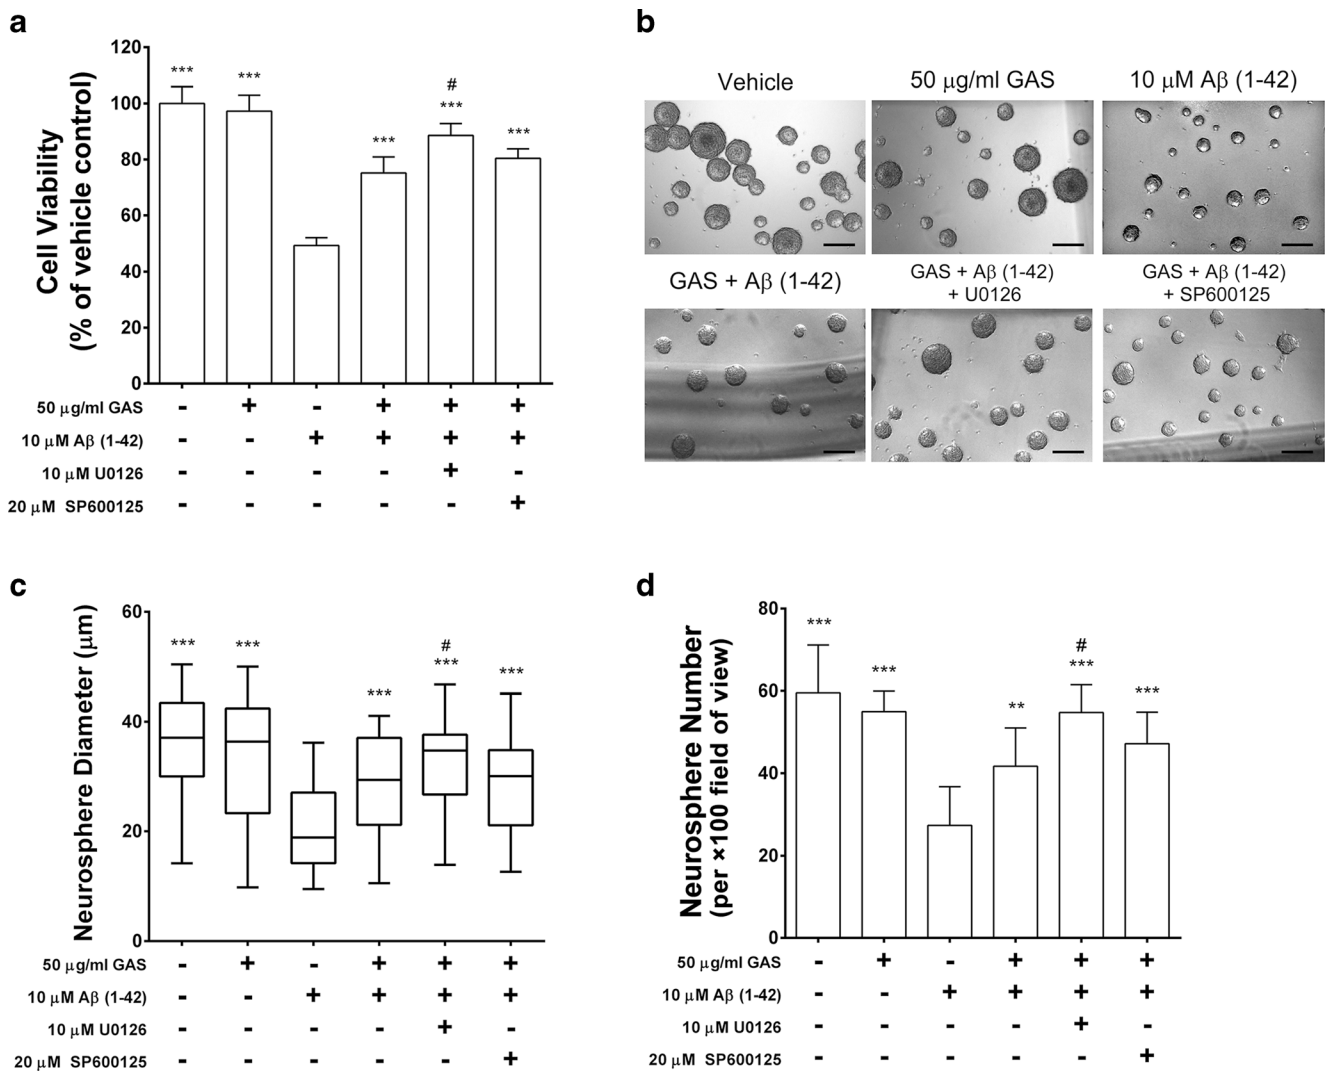 a
120
100
80
60
40
20
0
Cell Viability
(% of vehicle control)
***
***
***
#
***
***
50 µg/ml GAS - + - + + +
10 µM Aβ (1-42) - - + + + +
10 µM U0126 - - - - + -
20 µM SP600125 - - - - - +
b
Vehicle
50 µg/ml GAS
10 µM Aβ (1-42)
GAS + Aβ (1-42)
GAS + Aβ (1-42)
+ U0126
GAS + Aβ (1-42)
+ SP600125
c
60
40
20
0
Neurosphere Diameter (µm)
***
***
***
#
***
***
50 µg/ml GAS - + - + + +
10 µM Aβ (1-42) - - + + + +
10 µM U0126 - - - - + -
20 µM SP600125 - - - - - +
d
80
60
40
20
0
Neurosphere Number
(per ×100 field of view)
***
***
**
#
***
***
50 µg/ml GAS - + - + + +
10 µM Aβ (1-42) - - + + + +
10 µM U0126 - - - - + -
20 µM SP600125 - - - - - +